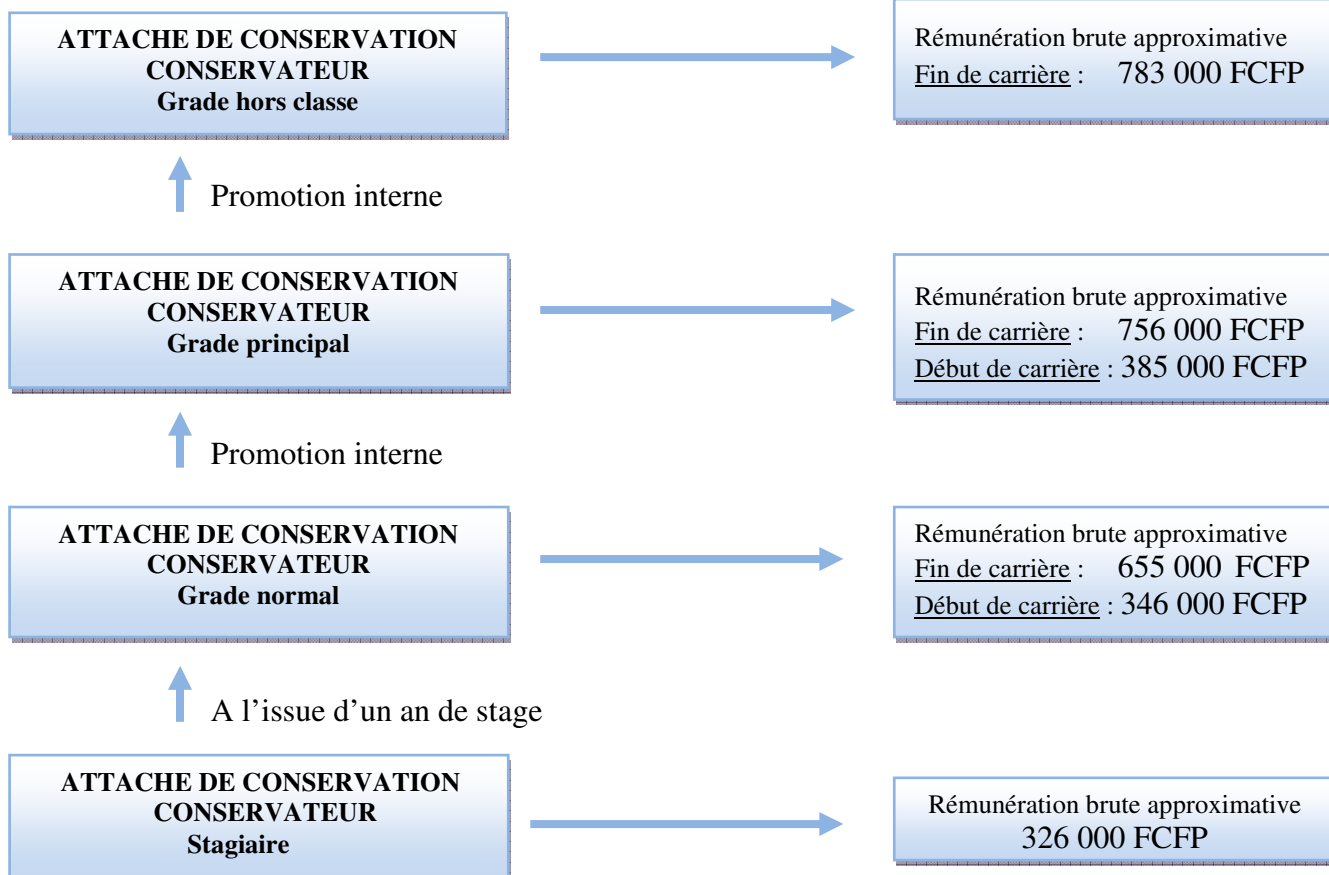 ATTACHE DE CONSERVATION
CONSERVATEUR
Grade hors classe
Rémunération brute approximative
Fin de carrière : 783 000 FCFP
Promotion interne
ATTACHE DE CONSERVATION
CONSERVATEUR
Grade principal
Rémunération brute approximative
Fin de carrière : 756 000 FCFP
Début de carrière : 385 000 FCFP
Promotion interne
ATTACHE DE CONSERVATION
CONSERVATEUR
Grade normal
Rémunération brute approximative
Fin de carrière : 655 000 FCFP
Début de carrière : 346 000 FCFP
A l’issue d’un an de stage
ATTACHE DE CONSERVATION
CONSERVATEUR
Stagiaire
Rémunération brute approximative
326 000 FCFP